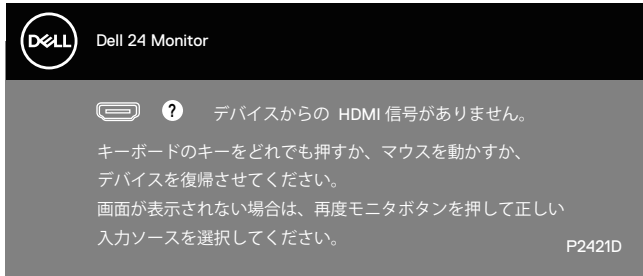 DELL
Dell 24 Monitor
? デバイスからの HDMI 信号がありません。
キーボードのキーをどれでも押すか、マウスを動かすか、
デバイスを復帰させてください。
画面が表示されない場合は、再度モニタボタンを押して正しい
入力ソースを選択してください。
P2421D